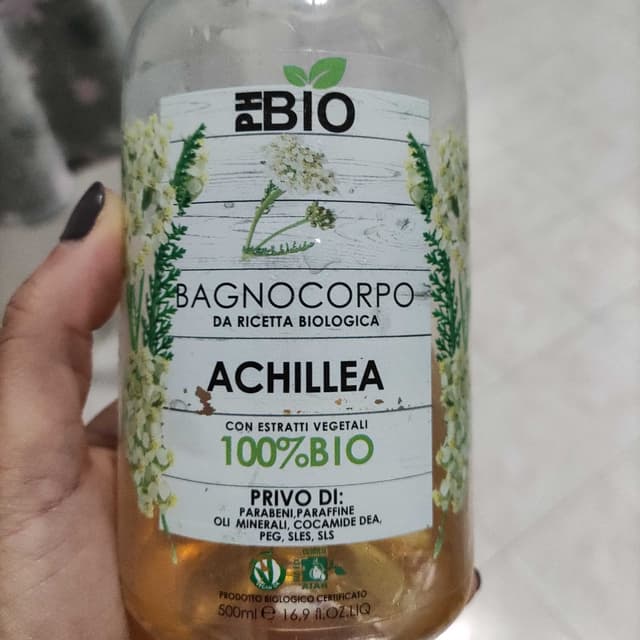 PH BIO
BAGNOCORPO
DA RICETTA BIOLOGICA
ACHILLEA
CON ESTRATTI VEGETALI
100%BIO
PRIVO DI:
PARABENI,PARAFFINE
OLI MINERALI, COCAMIDE DEA,
PEG, SLES, SLS
PRODOTTO BIOLOGICO CERTIFICATO
500ml e 16,9 fl.OZ.LIQ